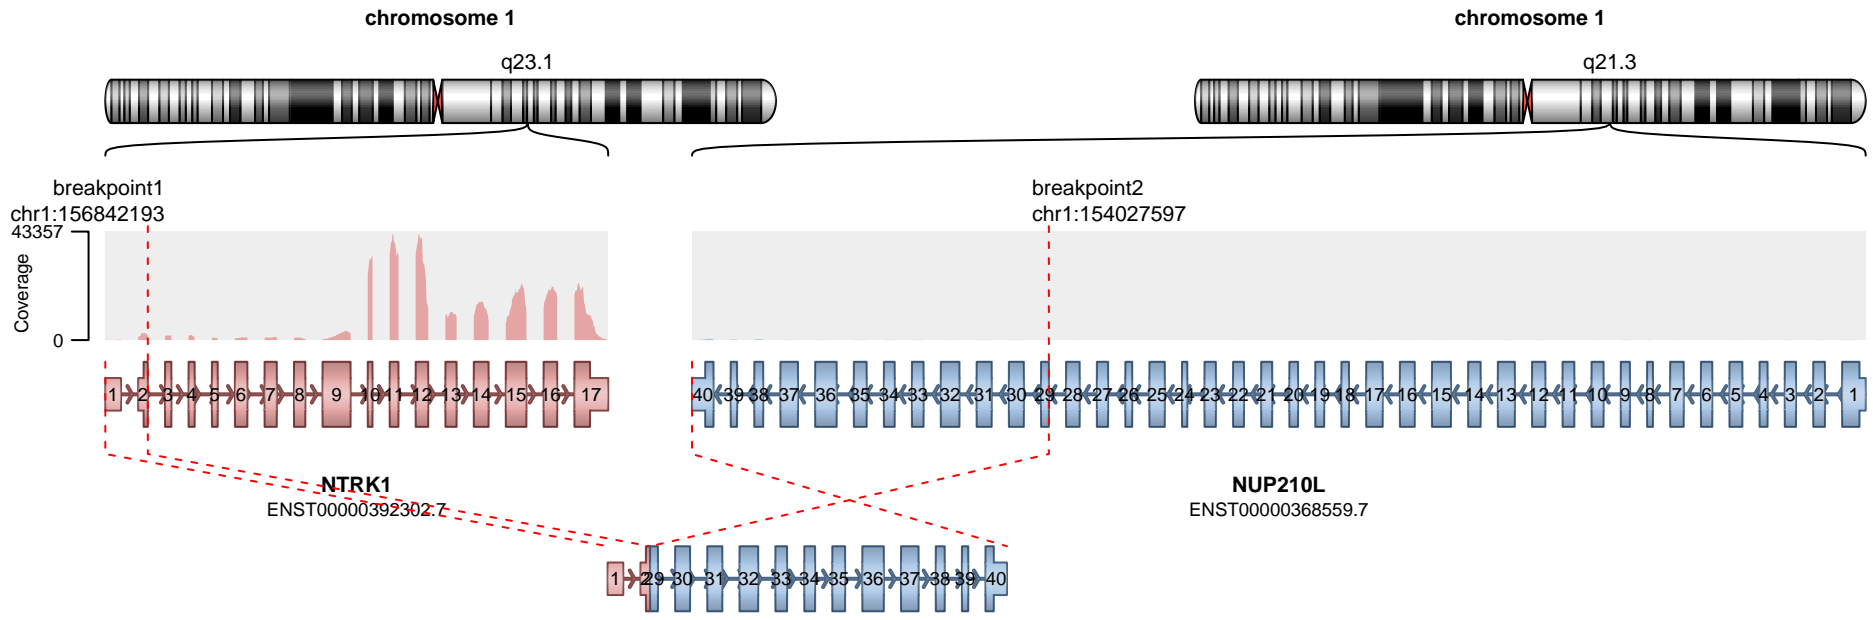 chromosome 1 chromosome 1
q23.1 q21.3
breakpoint1 breakpoint2
chr1:156842193 chr1:154027597
43357
Coverage
0
1 2 3 4 5 6 7 8 9 10 11 12 13 14 15 16 17 40 39 38 37 36 35 34 33 32 31 30 29 28 27 26 25 24 23 22 21 20 19 18 17 16 15 14 13 12 11 10 9 8 7 6 5 4 3 2 1
NTRK1 NUP210L
ENST00000392302.7 ENST00000368559.7
1 2 29 30 31 32 33 34 35 36 37 38 39 40